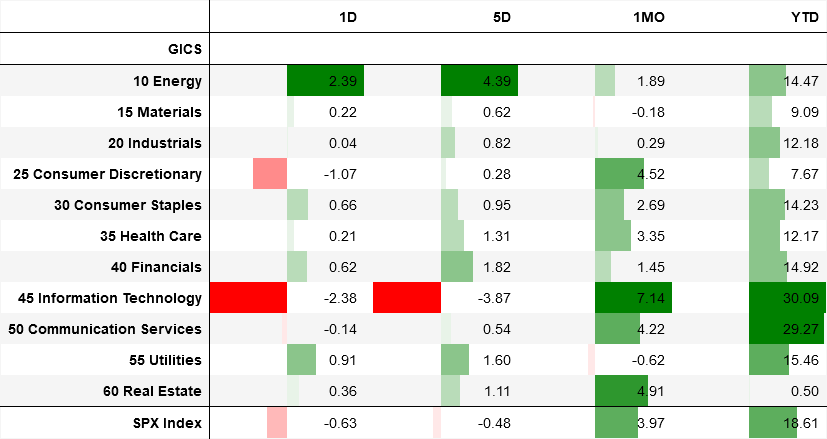 1D 5D 1MO YTD
GICS
10 Energy 2.39 4.39 1.89 14.47
15 Materials 0.22 0.62 -0.18 9.09
20 Industrials 0.04 0.82 0.29 12.18
25 Consumer Discretionary -1.07 0.28 4.52 7.67
30 Consumer Staples 0.66 0.95 2.69 14.23
35 Health Care 0.21 1.31 3.35 12.17
40 Financials 0.62 1.82 1.45 14.92
45 Information Technology -2.38 -3.87 7.14 30.09
50 Communication Services -0.14 0.54 4.22 29.27
55 Utilities 0.91 1.60 -0.62 15.46
60 Real Estate 0.36 1.11 4.91 0.50
SPX Index -0.63 -0.48 3.97 18.61